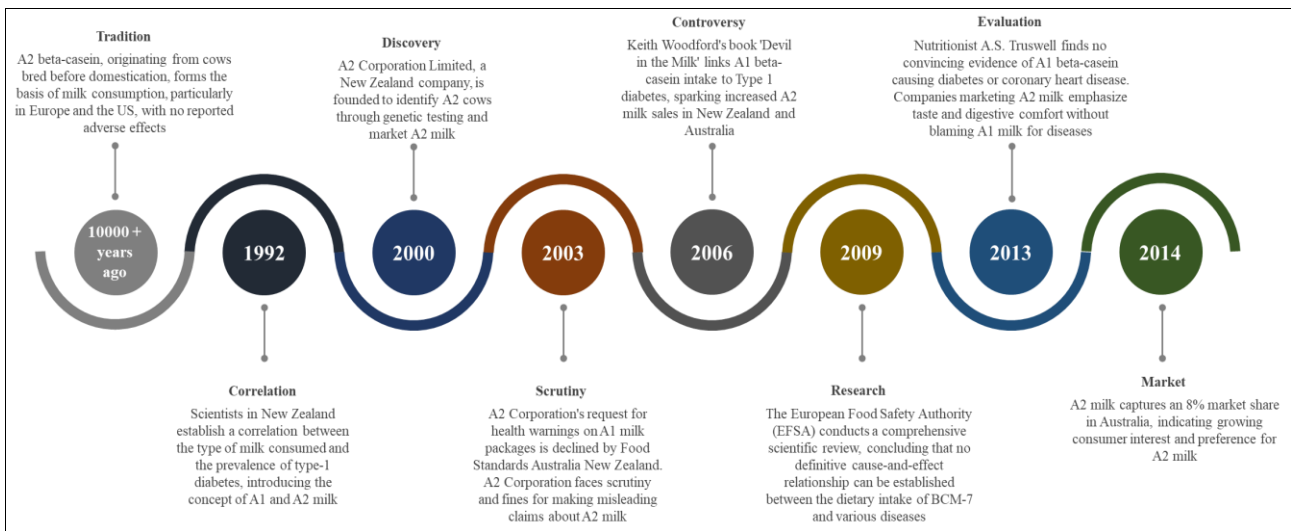 Tradition
A2 beta-casein, originating from cows
bred before domestication, forms the
basis of milk consumption, particularly
in Europe and the US, with no reported
adverse effects
10000 +
years
ago
1992
Correlation
Scientists in New Zealand
establish a correlation between
the type of milk consumed and
the prevalence of type-1
diabetes, introducing the
concept of A1 and A2 milk
Discovery
A2 Corporation Limited, a
New Zealand company, is
founded to identify A2 cows
through genetic testing and
market A2 milk
2000
2003
Scrutiny
A2 Corporation's request for
health warnings on A1 milk
packages is declined by Food
Standards Australia New Zealand.
A2 Corporation faces scrutiny
and fines for making misleading
claims about A2 milk
Controversy
Keith Woodford's book 'Devil
in the Milk' links A1 beta-
casein intake to Type 1
diabetes, sparking increased A2
milk sales in New Zealand and
Australia
2006
2009
Research
The European Food Safety Authority
(EFSA) conducts a comprehensive
scientific review, concluding that no
definitive cause-and-effect
relationship can be established
between the dietary intake of BCM-7
and various diseases
Evaluation
Nutritionist A.S. Truswell finds no
convincing evidence of A1 beta-casein
causing diabetes or coronary heart disease.
Companies marketing A2 milk emphasize
taste and digestive comfort without
blaming A1 milk for diseases
2013
2014
Market
A2 milk captures an 8% market share
in Australia, indicating growing
consumer interest and preference for
A2 milk